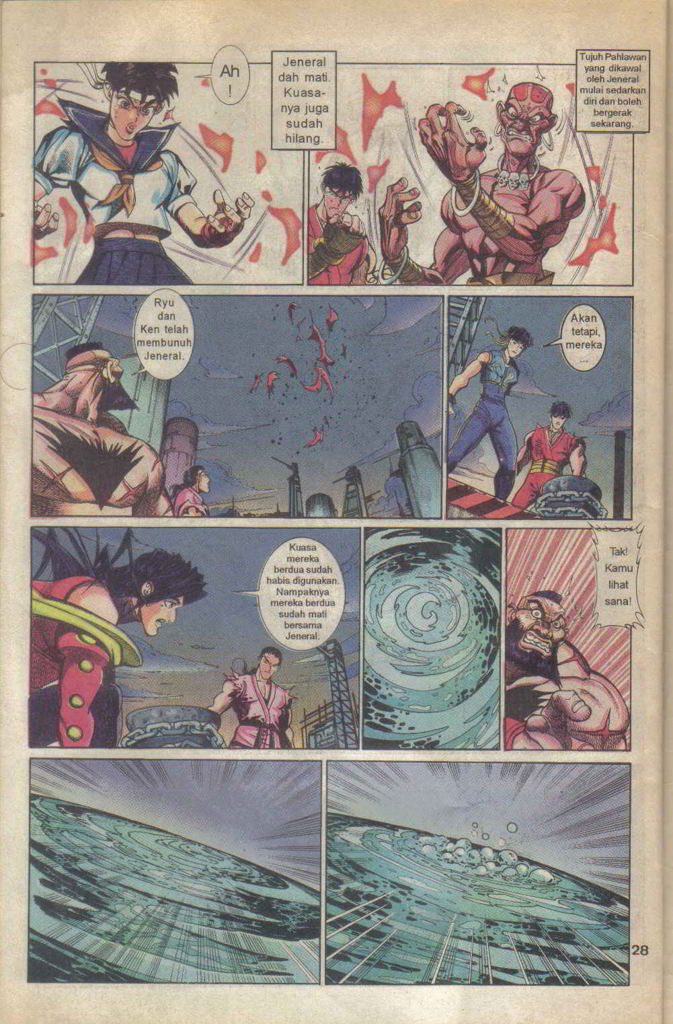 Ah
!
Jeneral
dah mati.
Kuasa-
nya juga
sudah
hilang.
Tujuh Pahlawan
yang dikawal
oleh Jeneral
mulai sedarkan
diri dan boleh
bergerak
sekarang.
Ryu
dan
Ken telah
membunuh
Jeneral.
Akan
tetapi,
mereka
...
Kuasa
mereka
berdua sudah
habis digunakan.
Nampaknya
mereka berdua
sudah mati
bersama
Jeneral.
Tak!
Kamu
lihat
sana!
28